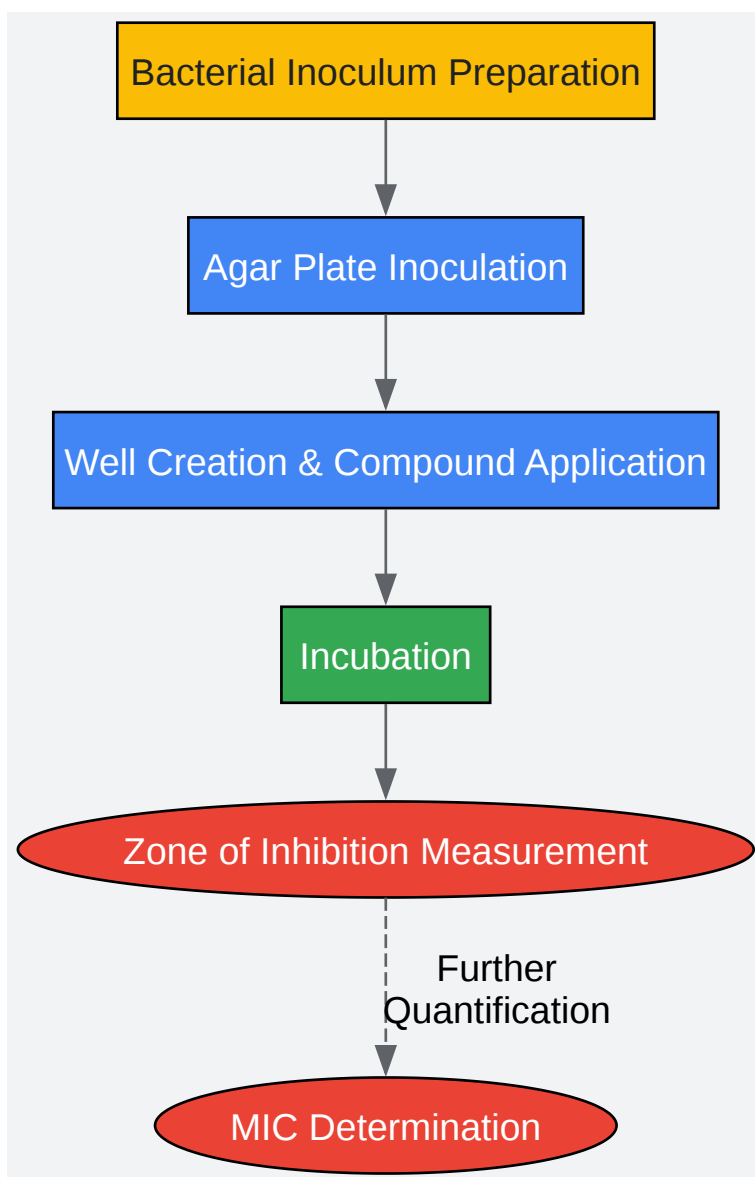 Bacterial Inoculum Preparation
Agar Plate Inoculation
Well Creation & Compound Application
Incubation
Zone of Inhibition Measurement
Further
Quantification
MIC Determination